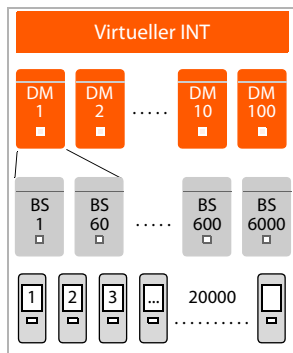 Virtueller INT
DM DM DM DM
1 2 ..... 10 100
BS BS BS BS
1 60 ..... 600 6000
1 2 3 ... 20000
..........